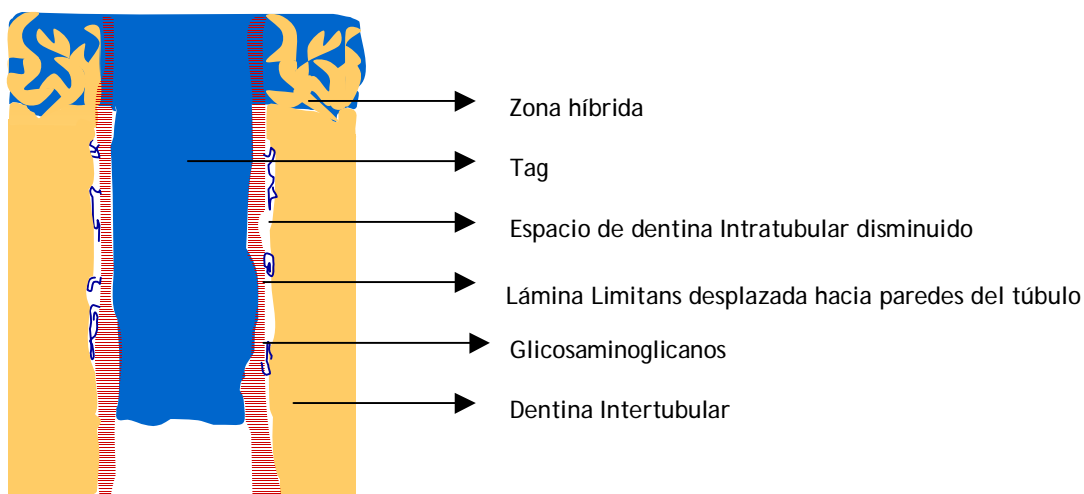 Zona híbrida
Tag
Espacio de dentina Intratubular disminuido
Lámina Limitans desplazada hacia paredes del túbulo
Glicosaminoglicanos
Dentina Intertubular